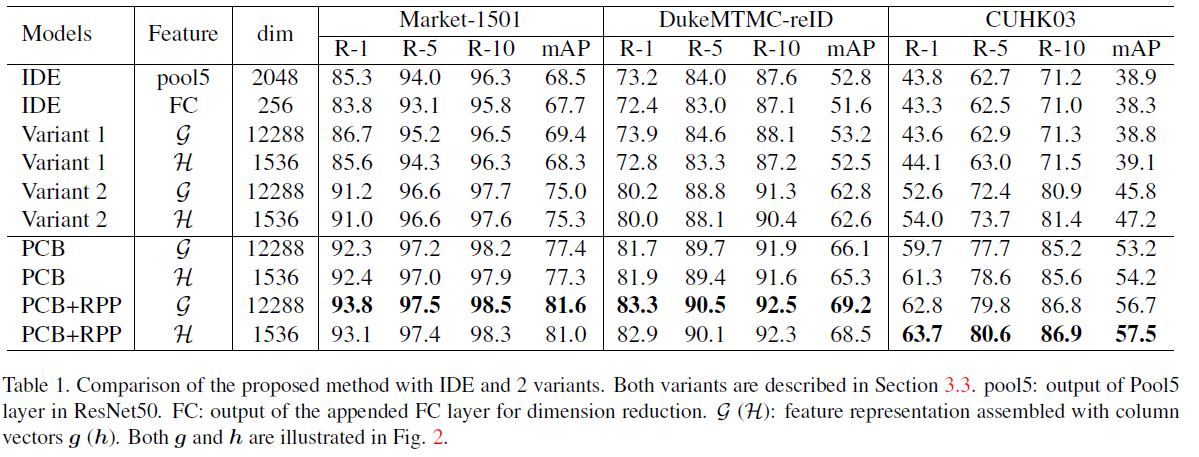 Models Feature dim Market-1501 DukeMTMC-reID CUHK03
R-1 R-5 R-10 mAP R-1 R-5 R-10 mAP R-1 R-5 R-10 mAP
IDE pool5 2048 85.3 94.0 96.3 68.5 73.2 84.0 87.6 52.8 43.8 62.7 71.2 38.9
IDE FC 256 83.8 93.1 95.8 67.7 72.4 83.0 87.1 51.6 43.3 62.5 71.0 38.3
Variant 1 𝒢 12288 86.7 95.2 96.5 69.4 73.9 84.6 88.1 53.2 43.6 62.9 71.3 38.8
Variant 1 ℋ 1536 85.6 94.3 96.3 68.3 72.8 83.3 87.2 52.5 44.1 63.0 71.5 39.1
Variant 2 𝒢 12288 91.2 96.6 97.7 75.0 80.2 88.8 91.3 62.8 52.6 72.4 80.9 45.8
Variant 2 ℋ 1536 91.0 96.6 97.6 75.3 80.0 88.1 90.4 62.6 54.0 73.7 81.4 47.2
PCB 𝒢 12288 92.3 97.2 98.2 77.4 81.7 89.7 91.9 66.1 59.7 77.7 85.2 53.2
PCB ℋ 1536 92.4 97.0 97.9 77.3 81.9 89.4 91.6 65.3 61.3 78.6 85.6 54.2
PCB+RPP 𝒢 12288 93.8 97.5 98.5 81.6 83.3 90.5 92.5 69.2 62.8 79.8 86.8 56.7
PCB+RPP ℋ 1536 93.1 97.4 98.3 81.0 82.9 90.1 92.3 68.5 63.7 80.6 86.9 57.5
Table 1. Comparison of the proposed method with IDE and 2 variants. Both variants are described in Section 3.3. pool5: output of Pool5
layer in ResNet50. FC: output of the appended FC layer for dimension reduction. 𝒢 (ℋ): feature representation assembled with column
vectors g (h). Both g and h are illustrated in Fig. 2.